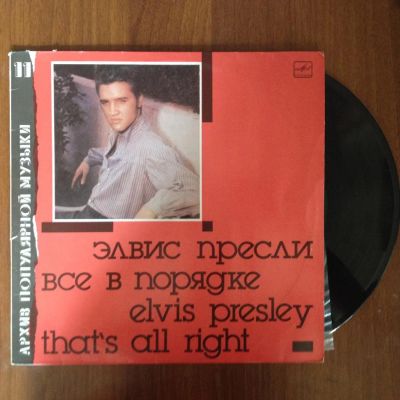 11
АРХИВ ПОПУЛЯРНОЙ МУЗЫКИ
элвис пресли
все в порядке
elvis presley
that's all right